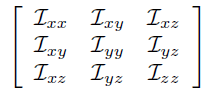 [ 𝓘xx 𝓘xy 𝓘xz ]
[ 𝓘xy 𝓘yy 𝓘yz ]
[ 𝓘xz 𝓘yz 𝓘zz ]